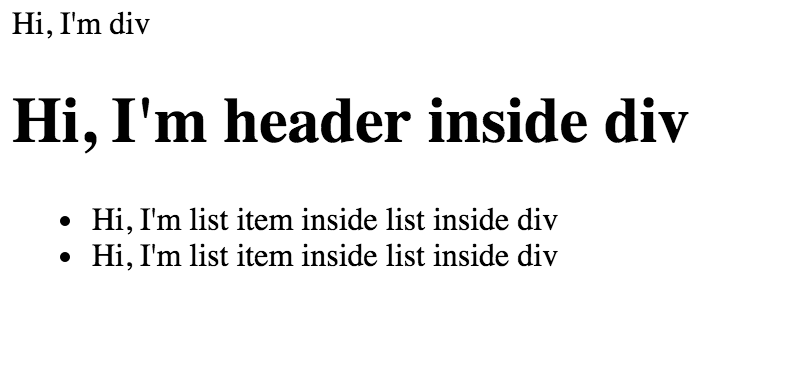 Hi, I'm div
Hi, I'm header inside div
• Hi, I'm list item inside list inside div
• Hi, I'm list item inside list inside div